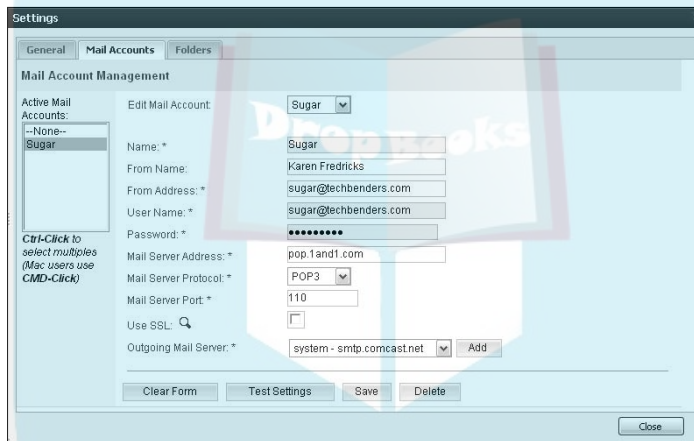 Settings
General Mail Accounts Folders
Mail Account Management
Active Mail
Accounts:
--None--
Sugar
Ctrl-Click to
select multiples
(Mac users use
CMD-Click)
Edit Mail Account: Sugar
Name: * Sugar
From Name: Karen Fredricks
From Address: * sugar@techbenders.com
User Name: * sugar@techbenders.com
Password: * •••••••••
Mail Server Address: * pop.1and1.com
Mail Server Protocol: * POP3
Mail Server Port: * 110
Use SSL:
Outgoing Mail Server: * system - smtp.comcast.net Add
Clear Form Test Settings Save Delete
Close
DropBooks